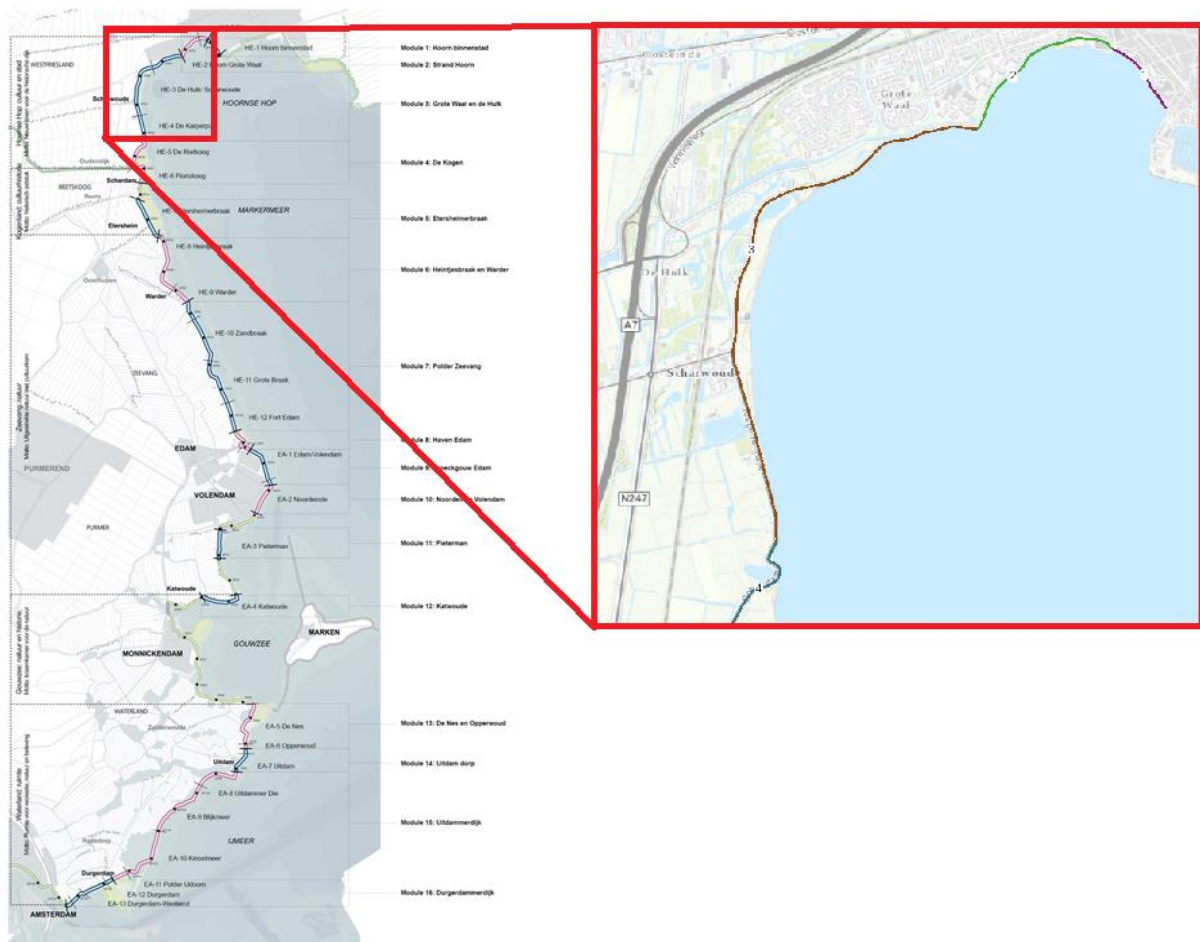 HE-1 Hoorn binnenstad
HE-2 Hoorn Grote Waal
WESTFRIESLAND
HE-3 De Hulk/ Scharwoude
HOORNSE HOP
HE-4 De Karperput
HE-5 De Rietkoog
Oudendijk
HE-6 Floriskoog
Schardam
BEETSKOOG
Beets
MARKERMEER
Etersheim
HE-8 Heintjesbraak
Overhuizen
Warder
HE-9 Warder
HE-10 Zandbraak
ZEEVANG
HE-11 Grote Braak
HE-12 Fort Edam
EDAM
EA-1 Edam/Volendam
PURMEREND
VOLENDAM
EA-2 Noordeinde
PURMER
EA-3 Pieterman
Katwoude
EA-4 Katwoude
MARKEN
GOUWZEE
MONNICKENDAM
WATERLAND
Zuiderwoude
EA-5 De Nes
EA-6 Opperwoud
Uitdam
EA-7 Uitdam
EA-8 Uitdammer Die
EA-9 Blijkmeer
IJMEER
Ransdorp
EA-10 Kinselmeer
Durgerdam
EA-11 Polder IJdoorn
EA-12 Durgerdam
EA-13 Durgerdam-Westeind
AMSTERDAM
Module 1: Hoorn binnenstad
Module 2: Strand Hoorn
Module 3: Grote Waal en de Hulk
Module 4: De Kogen
Module 5: Etersheimerbraak
Module 6: Heintjesbraak en Warder
Module 7: Polder Zeevang
Module 8: Haven Edam
Module 10: Noordeinde Volendam
Module 11: Pieterman
Module 12: Katwoude
Module 13: De Nes en Opperwoud
Module 14: Uitdam dorp
Module 15: Uitdammerdijk
Module 16: Durgerdammerdijk
Oosteinde
2
Grote
Waal
3
De Hulk
A7
Scharwoude
N247
4